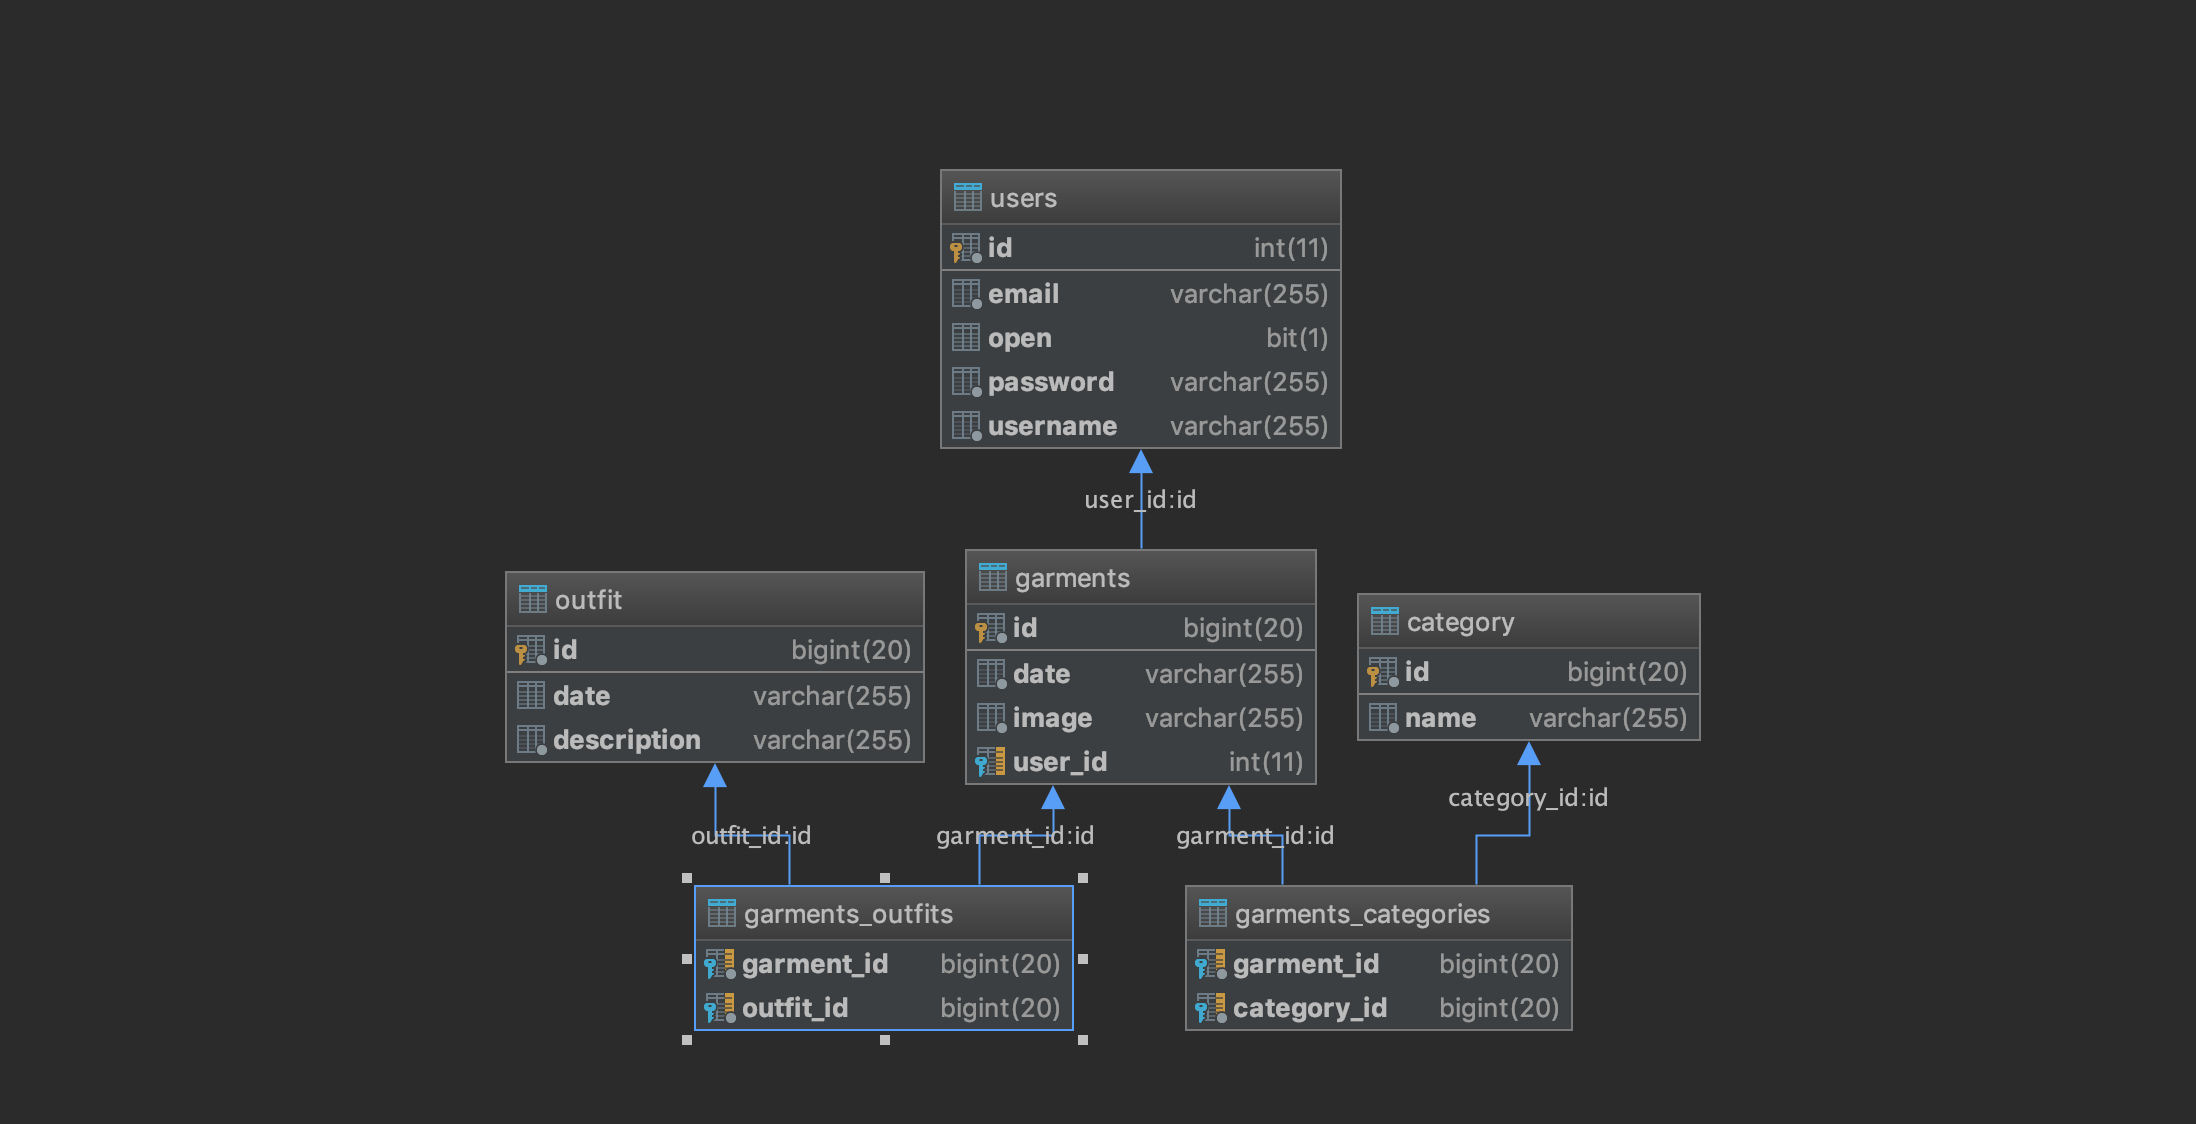 users
id int(11)
email varchar(255)
open bit(1)
password varchar(255)
username varchar(255)
user_id:id
outfit
id bigint(20)
date varchar(255)
description varchar(255)
garments
id bigint(20)
date varchar(255)
image varchar(255)
user_id int(11)
category
id bigint(20)
name varchar(255)
outfit_id:id
garment_id:id
garment_id:id
category_id:id
garments_outfits
garment_id bigint(20)
outfit_id bigint(20)
garments_categories
garment_id bigint(20)
category_id bigint(20)